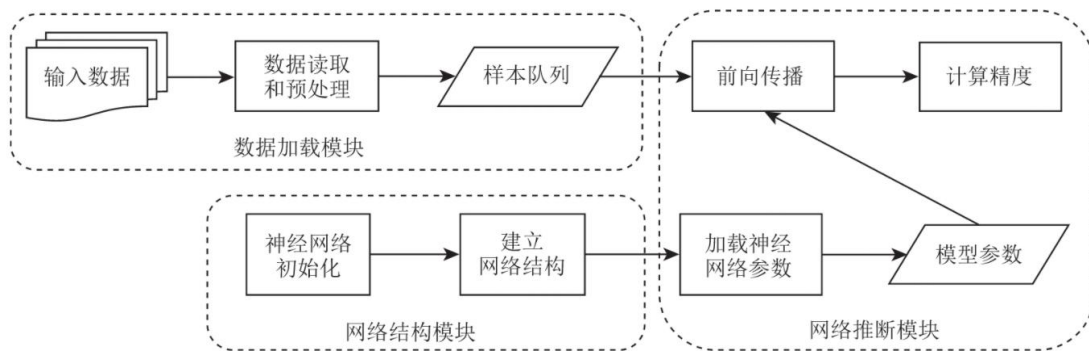 输入数据
数据读取
和预处理
样本队列
数据加载模块
神经网络
初始化
建立
网络结构
网络结构模块
前向传播
计算精度
加载神经
网络参数
模型参数
网络推断模块